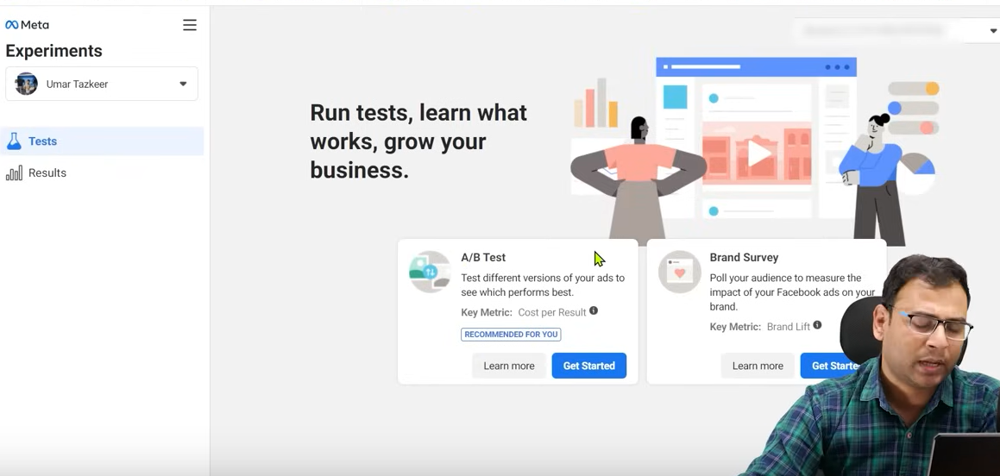 Meta
Experiments
Umar Tazkeer
Tests
Results
Run tests, learn what
works, grow your
business.
A/B Test
Test different versions of your ads to
see which performs best.
Key Metric: Cost per Result
RECOMMENDED FOR YOU
Learn more
Get Started
Brand Survey
Poll your audience to measure the
impact of your Facebook ads on your
brand.
Key Metric: Brand Lift
Learn more
Get Starte